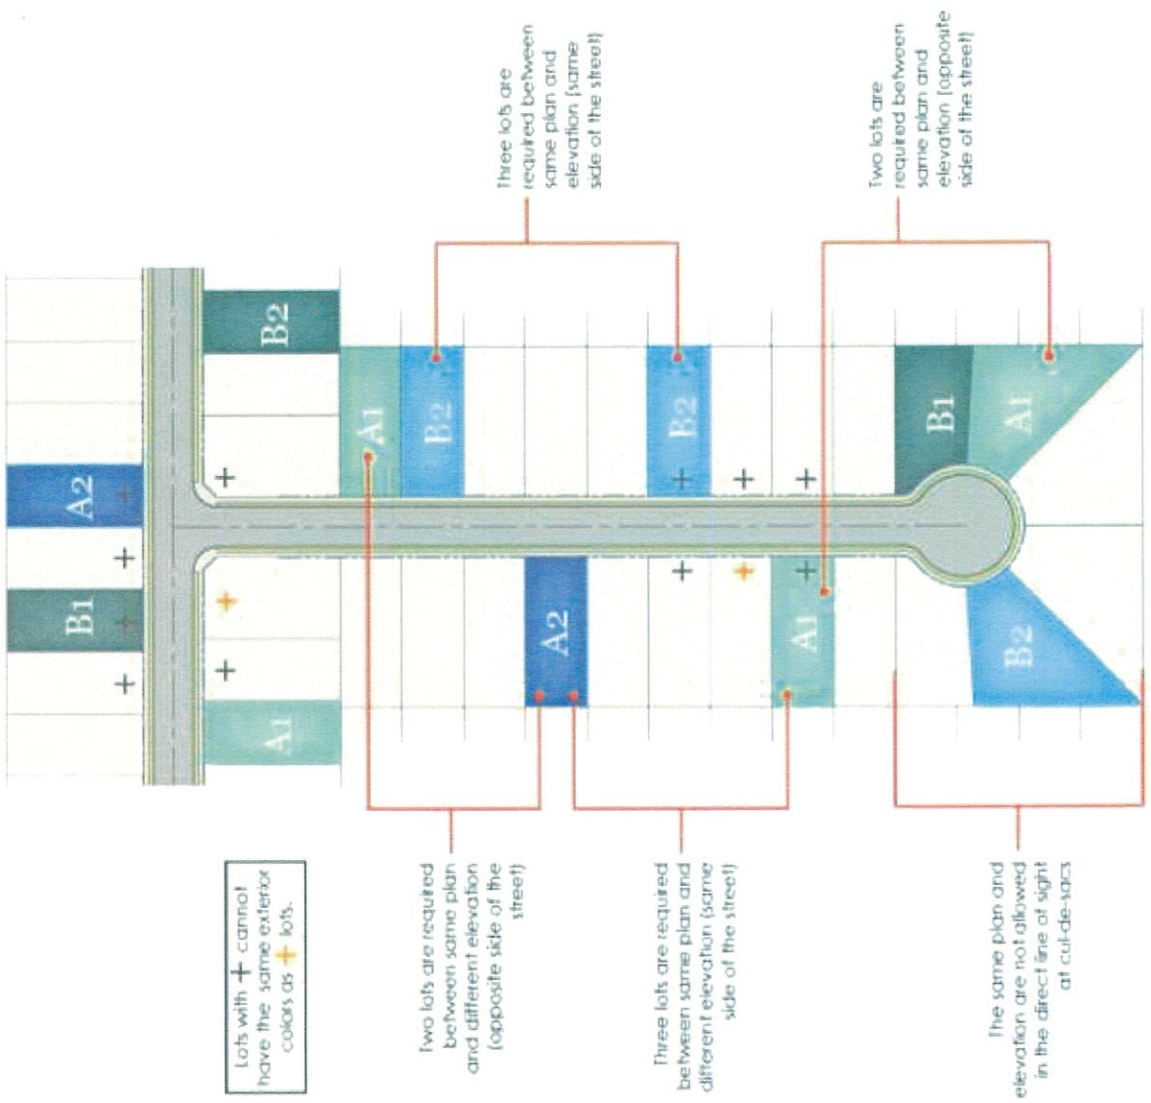 Three lots are
required between
same plan and
elevation (same
side of the street)
Two lots are
required between
same plan and
elevation (opposite
side of the street)
B2
A1
B2
B2
B1
A1
A2
B1
A1
A2
A1
B2
Lots with + cannot
have the same exterior
colors as + lots.
Two lots are required
between same plan
and different elevation
(opposite side of the
street)
Three lots are required
between same plan and
different elevation (same
side of the street)
The same plan and
elevation are not allowed
in the direct line of sight
at cul-de-sacs